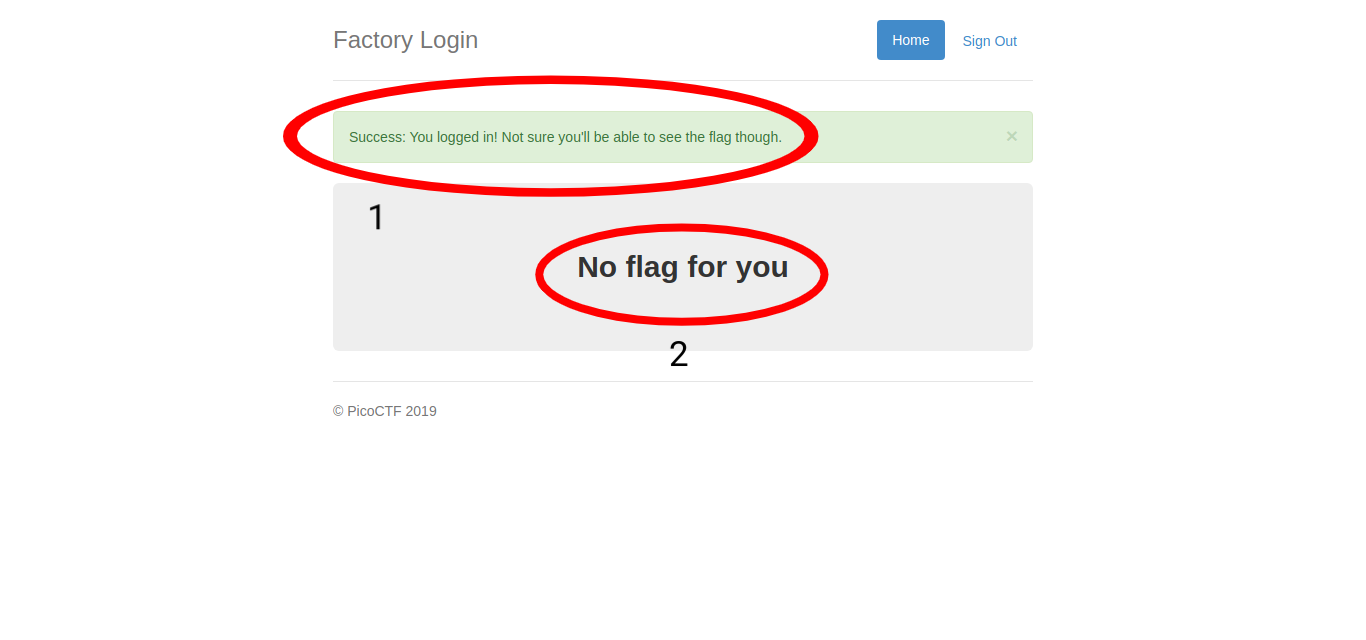 Factory Login
Home
Sign Out
Success: You logged in! Not sure you'll be able to see the flag though.
×
1
No flag for you
2
© PicoCTF 2019